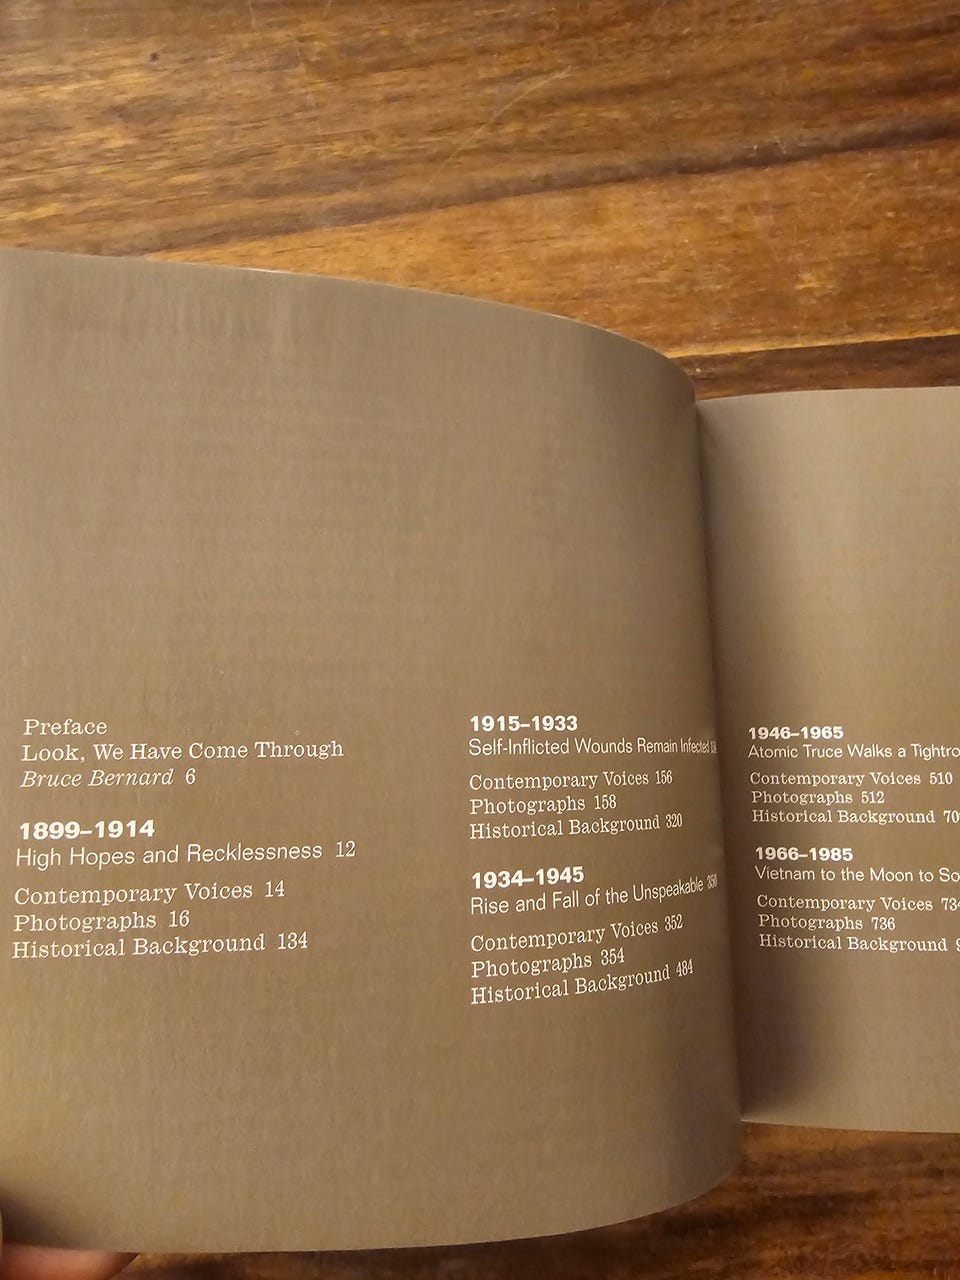 Preface
Look, We Have Come Through
Bruce Bernard 6
1899–1914
High Hopes and Recklessness 12
Contemporary Voices 14
Photographs 16
Historical Background 134
1915–1933
Self-Inflicted Wounds Remain Infected
Contemporary Voices 156
Photographs 158
Historical Background 320
1934–1945
Rise and Fall of the Unspeakable 350
Contemporary Voices 352
Photographs 354
Historical Background 484
1946–1965
Atomic Truce Walks a
Contemporary Voices 510
Photographs 512
Historical Background
1966–1985
Vietnam to the Moon to
Contemporary Voices
Photographs 736
Historical Background